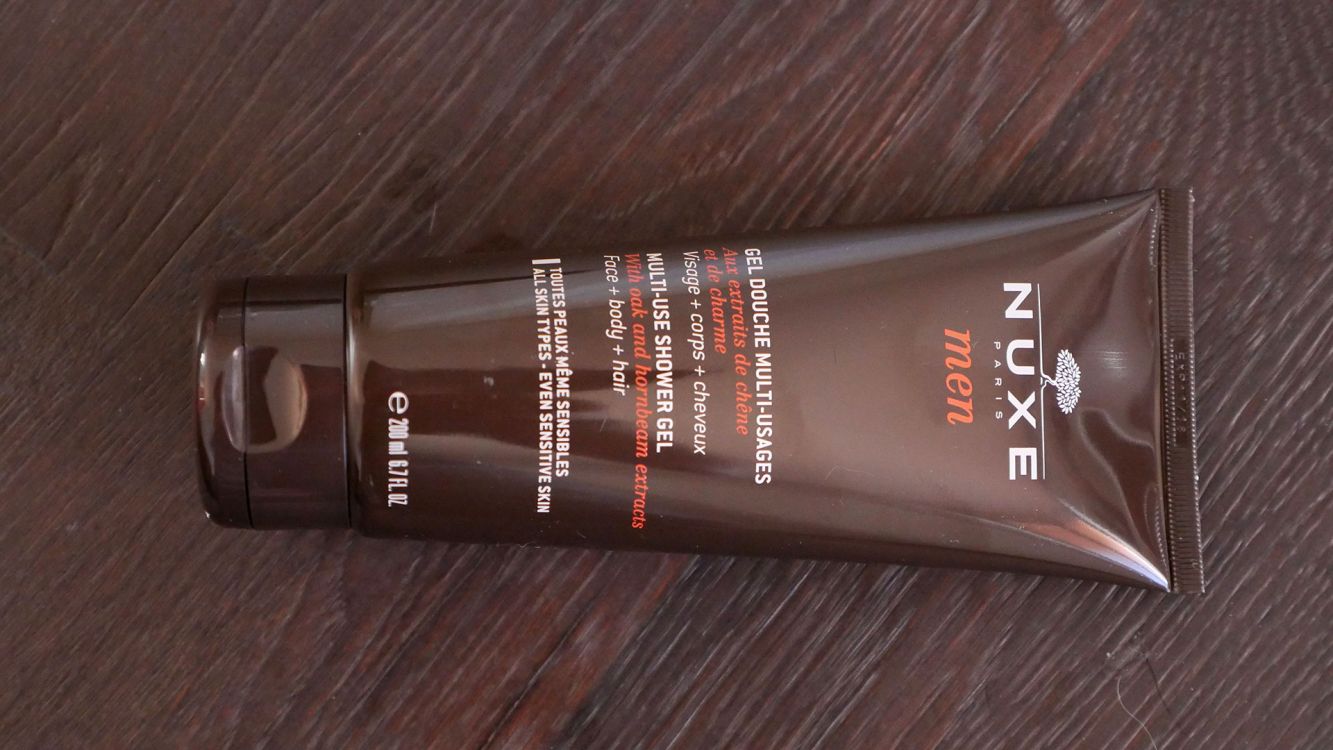 NUXE
PARIS
men
GEL DOUCHE MULTI-USAGES
Aux extraits de chêne
et de charme
Visage + corps + cheveux
MULTI-USE SHOWER GEL
With oak and hornbeam extracts
Face + body + hair
TOUTES PEAUX MÊME SENSIBLES
ALL SKIN TYPES - EVEN SENSITIVE SKIN
e 200 ml 6.7 FL. OZ.